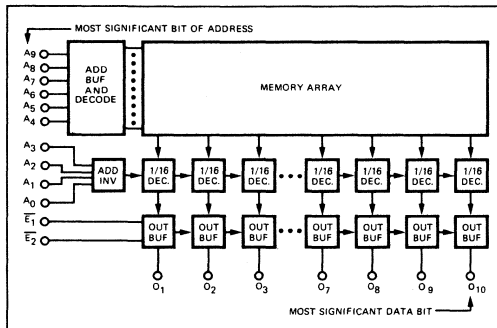 MOST SIGNIFICANT BIT OF ADDRESS
A9
A8
A7
A6
A5
A4
ADD
BUF
AND
DECODE
MEMORY ARRAY
A3
A2
A1
A0
ADD
INV
1/16
DEC.
1/16
DEC.
1/16
DEC.
1/16
DEC.
1/16
DEC.
1/16
DEC.
1/16
DEC.
E1
E2
OUT
BUF
OUT
BUF
OUT
BUF
OUT
BUF
OUT
BUF
OUT
BUF
OUT
BUF
O1
O2
O3
O7
O8
O9
O10
MOST SIGNIFICANT DATA BIT